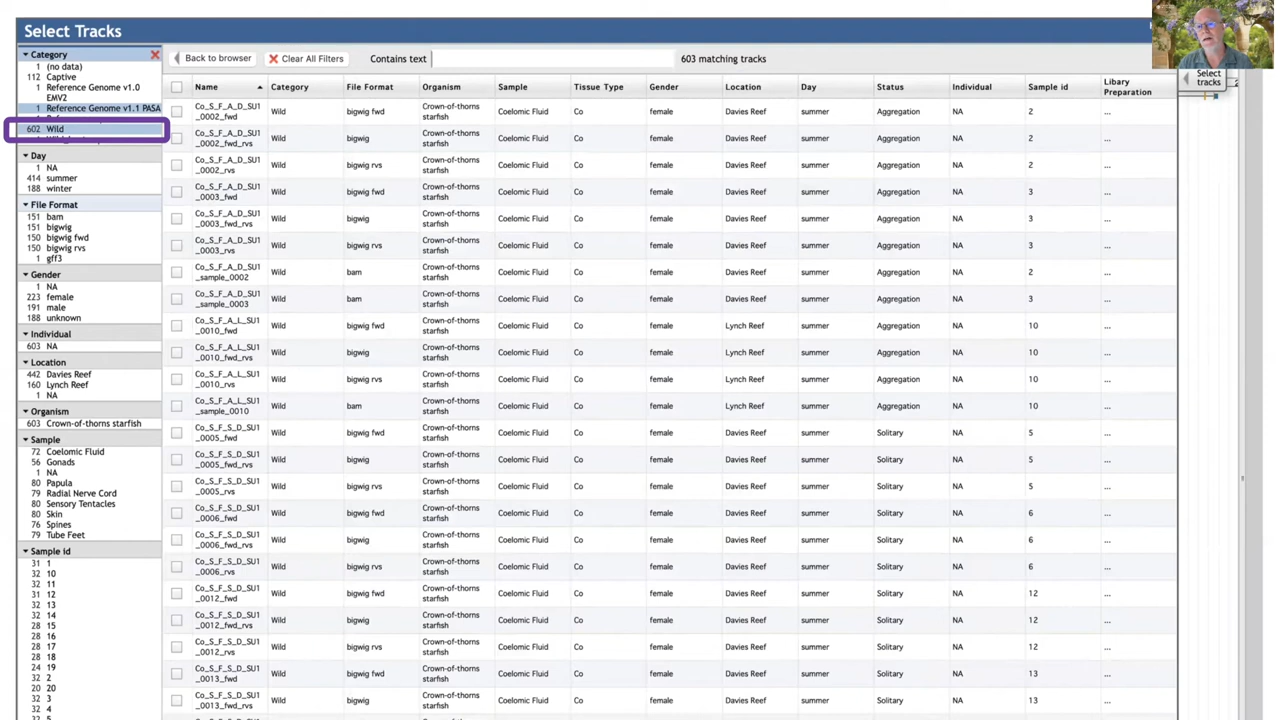 Select Tracks
Category
1 (no data)
112 Captive
1 Reference Genome v1.0
EMV2
1 Reference Genome v1.1 PASA
602 Wild
Day
1 NA
414 summer
188 winter
File Format
151 bam
151 bigwig
150 bigwig fwd
150 bigwig rvs
1 gff3
Gender
1 NA
223 female
191 male
188 unknown
Individual
603 NA
Location
442 Davies Reef
160 Lynch Reef
1 NA
Organism
603 Crown-of-thorns starfish
Sample
72 Coelomic Fluid
56 Gonads
1 NA
80 Papula
79 Radial Nerve Cord
80 Sensory Tentacles
80 Skin
76 Spines
79 Tube Feet
Sample id
31 1
32 10
32 11
31 12
32 13
32 14
28 15
28 16
28 17
28 18
24 19
32 2
20 20
32 3
32 4
Back to browser Clear All Filters Contains text 603 matching tracks
Name Category File Format Organism Sample Tissue Type Gender Location Day Status Individual Sample id Library Preparation
Co_S_F_A_D_SU1_0002_fwd Wild bigwig fwd Crown-of-thorns starfish Coelomic Fluid Co female Davies Reef summer Aggregation NA 2 ...
Co_S_F_A_D_SU1_0002_fwd_rvs Wild bigwig Crown-of-thorns starfish Coelomic Fluid Co female Davies Reef summer Aggregation NA 2 ...
Co_S_F_A_D_SU1_0002_rvs Wild bigwig rvs Crown-of-thorns starfish Coelomic Fluid Co female Davies Reef summer Aggregation NA 2 ...
Co_S_F_A_D_SU1_0003_fwd Wild bigwig fwd Crown-of-thorns starfish Coelomic Fluid Co female Davies Reef summer Aggregation NA 3 ...
Co_S_F_A_D_SU1_0003_fwd_rvs Wild bigwig Crown-of-thorns starfish Coelomic Fluid Co female Davies Reef summer Aggregation NA 3 ...
Co_S_F_A_D_SU1_0003_rvs Wild bigwig rvs Crown-of-thorns starfish Coelomic Fluid Co female Davies Reef summer Aggregation NA 3 ...
Co_S_F_A_D_SU1_sample_0002 Wild bam Crown-of-thorns starfish Coelomic Fluid Co female Davies Reef summer Aggregation NA 2 ...
Co_S_F_A_D_SU1_sample_0003 Wild bam Crown-of-thorns starfish Coelomic Fluid Co female Davies Reef summer Aggregation NA 3 ...
Co_S_F_A_L_SU1_0010_fwd Wild bigwig fwd Crown-of-thorns starfish Coelomic Fluid Co female Lynch Reef summer Aggregation NA 10 ...
Co_S_F_A_L_SU1_0010_fwd_rvs Wild bigwig Crown-of-thorns starfish Coelomic Fluid Co female Lynch Reef summer Aggregation NA 10 ...
Co_S_F_A_L_SU1_0010_rvs Wild bigwig rvs Crown-of-thorns starfish Coelomic Fluid Co female Lynch Reef summer Aggregation NA 10 ...
Co_S_F_A_L_SU1_sample_0010 Wild bam Crown-of-thorns starfish Coelomic Fluid Co female Lynch Reef summer Aggregation NA 10 ...
Co_S_F_S_D_SU1_0005_fwd Wild bigwig fwd Crown-of-thorns starfish Coelomic Fluid Co female Davies Reef summer Solitary NA 5 ...
Co_S_F_S_D_SU1_0005_fwd_rvs Wild bigwig Crown-of-thorns starfish Coelomic Fluid Co female Davies Reef summer Solitary NA 5 ...
Co_S_F_S_D_SU1_0005_rvs Wild bigwig rvs Crown-of-thorns starfish Coelomic Fluid Co female Davies Reef summer Solitary NA 5 ...
Co_S_F_S_D_SU1_0006_fwd Wild bigwig fwd Crown-of-thorns starfish Coelomic Fluid Co female Davies Reef summer Solitary NA 6 ...
Co_S_F_S_D_SU1_0006_fwd_rvs Wild bigwig Crown-of-thorns starfish Coelomic Fluid Co female Davies Reef summer Solitary NA 6 ...
Co_S_F_S_D_SU1_0006_rvs Wild bigwig rvs Crown-of-thorns starfish Coelomic Fluid Co female Davies Reef summer Solitary NA 6 ...
Co_S_F_S_D_SU1_0012_fwd Wild bigwig fwd Crown-of-thorns starfish Coelomic Fluid Co female Davies Reef summer Solitary NA 12 ...
Co_S_F_S_D_SU1_0012_fwd_rvs Wild bigwig Crown-of-thorns starfish Coelomic Fluid Co female Davies Reef summer Solitary NA 12 ...
Co_S_F_S_D_SU1_0012_rvs Wild bigwig rvs Crown-of-thorns starfish Coelomic Fluid Co female Davies Reef summer Solitary NA 12 ...
Co_S_F_S_D_SU1_0013_fwd Wild bigwig fwd Crown-of-thorns starfish Coelomic Fluid Co female Davies Reef summer Solitary NA 13 ...
Co_S_F_S_D_SU1_0013_fwd_rvs Wild bigwig Crown-of-thorns starfish Coelomic Fluid Co female Davies Reef summer Solitary NA 13 ...
Select
tracks